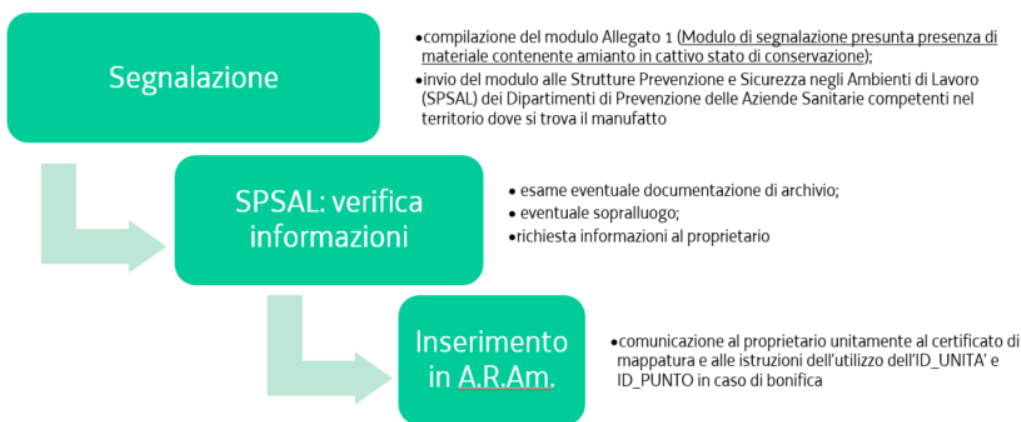 Segnalazione
•compilazione del modulo Allegato 1 (Modulo di segnalazione presunta presenza di
materiale contenente amianto in cattivo stato di conservazione);
•invio del modulo alle Strutture Prevenzione e Sicurezza negli Ambienti di Lavoro
(SPSAL) dei Dipartimenti di Prevenzione delle Aziende Sanitarie competenti nel
territorio dove si trova il manufatto
SPSAL: verifica
informazioni
• esame eventuale documentazione di archivio;
• eventuale sopralluogo;
•richiesta informazioni al proprietario
Inserimento
in A.R.Am.
•comunicazione al proprietario unitamente al certificato di
mappatura e alle istruzioni dell'utilizzo dell'ID_UNITA' e
ID_PUNTO in caso di bonifica